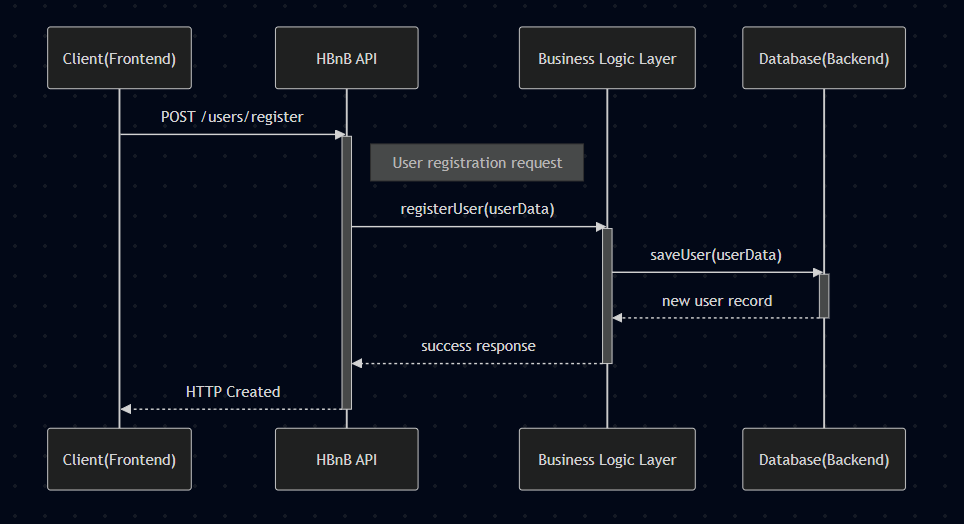 Client(Frontend)
HBnB API
Business Logic Layer
Database(Backend)
POST /users/register
User registration request
registerUser(userData)
saveUser(userData)
new user record
success response
HTTP Created
Client(Frontend)
HBnB API
Business Logic Layer
Database(Backend)